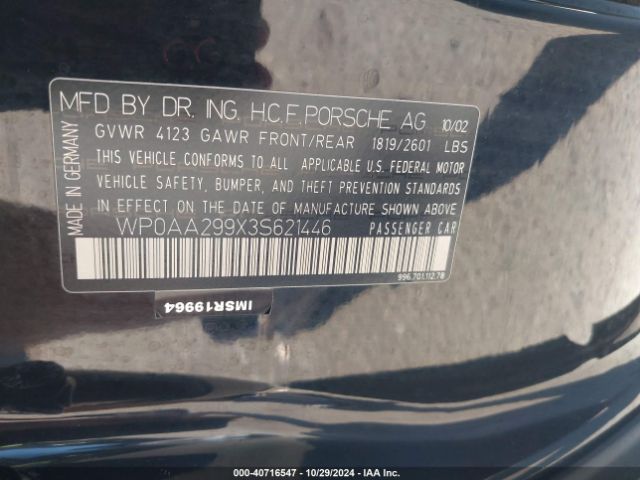 MFD BY DR. ING. H.C.F. PORSCHE AG 10/02
GVWR 4123 GAWR FRONT/REAR 1819/2601 LBS
THIS VEHICLE CONFORMS TO ALL APPLICABLE U.S. FEDERAL MOTOR
VEHICLE SAFETY, BUMPER, AND THEFT PREVENTION STANDARDS
IN EFFECT ON THE DATE OF MANUFACTURE SHOWN ABOVE
WP0AA299X3S621446 PASSENGER CAR
996.701.112.78
MADE IN GERMANY
IMSR19964
000-40716547 - 10/29/2024 - IAA Inc.